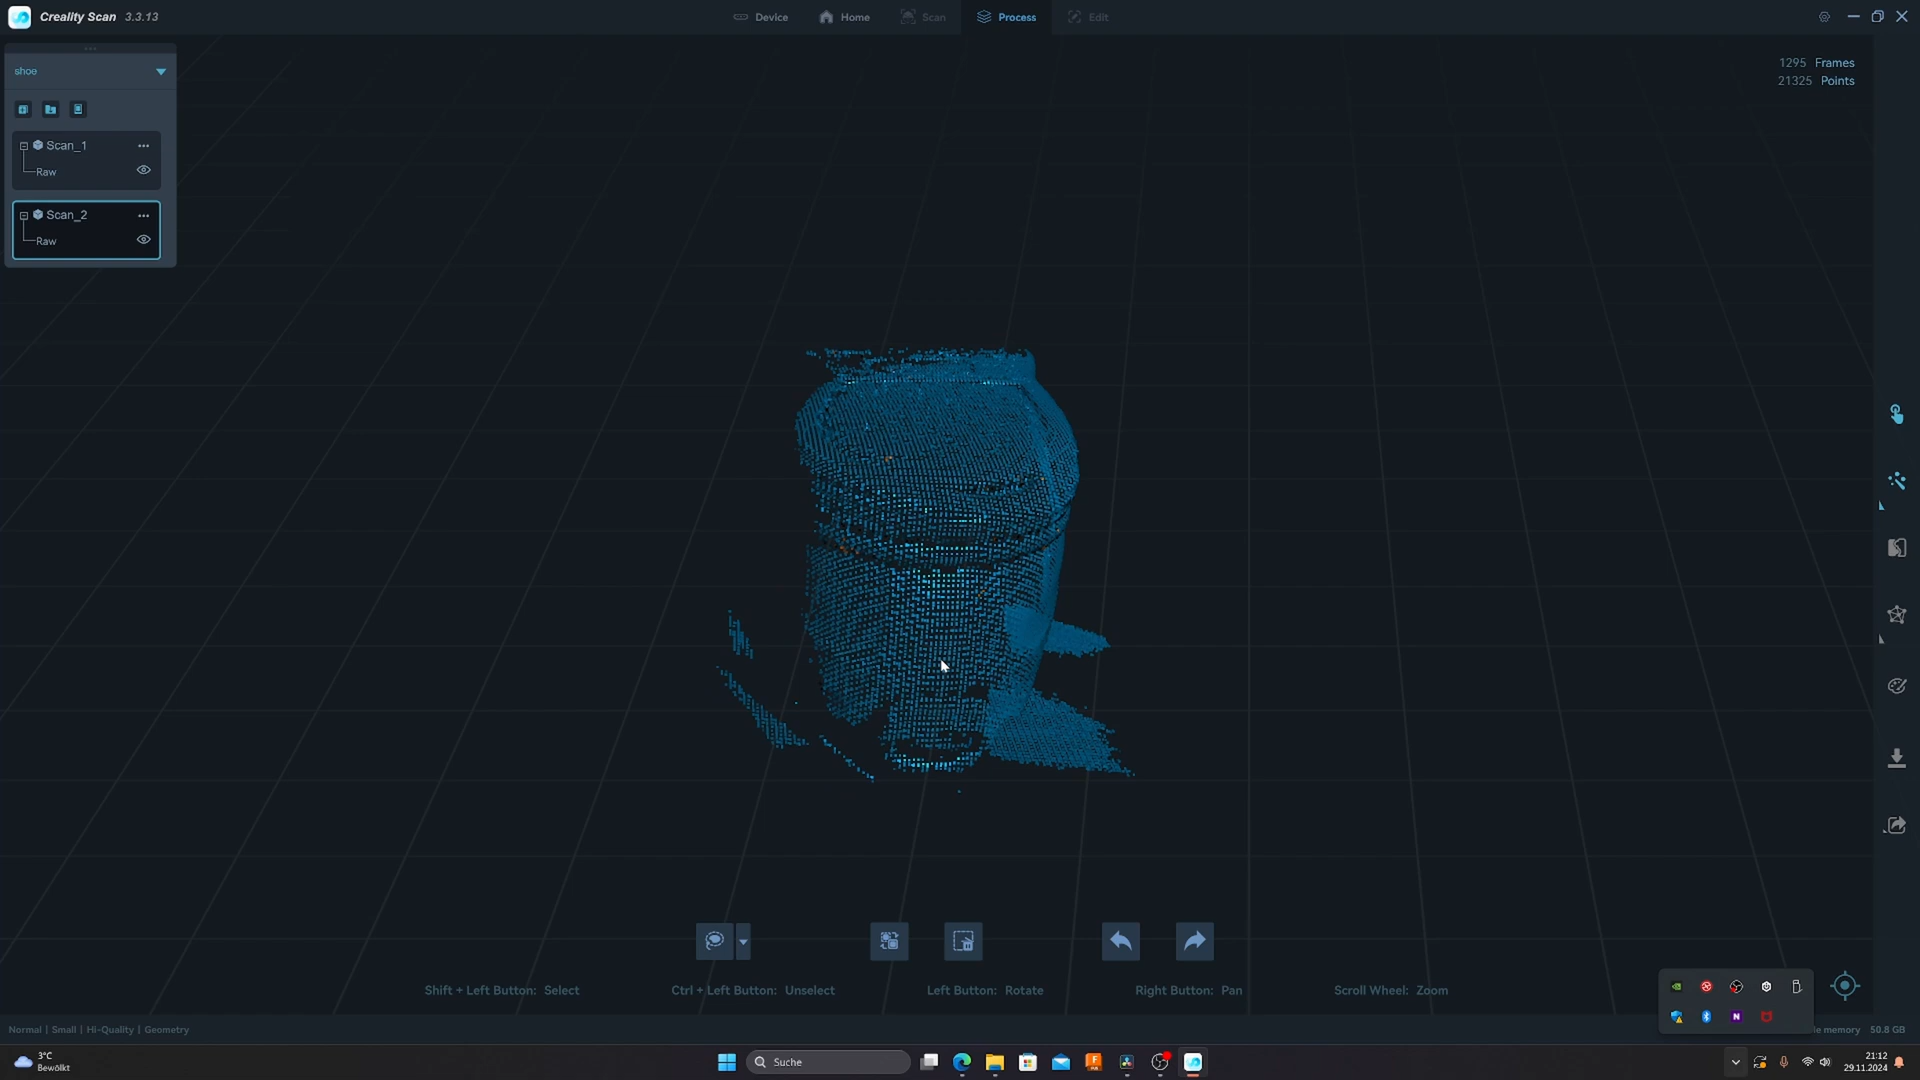 Creality Scan 3.3.13
Device
Home
Scan
Process
Edit
shoe
Scan_1
Raw
Scan_2
Raw
1295 Frames
21325 Points
Shift + Left Button: Select
Ctrl + Left Button: Unselect
Left Button: Rotate
Right Button: Pan
Scroll Wheel: Zoom
Normal | Small | Hi-Quality | Geometry
memory 50.8 GB
3°C
Bewölkt
Suche
21:12
29.11.2024